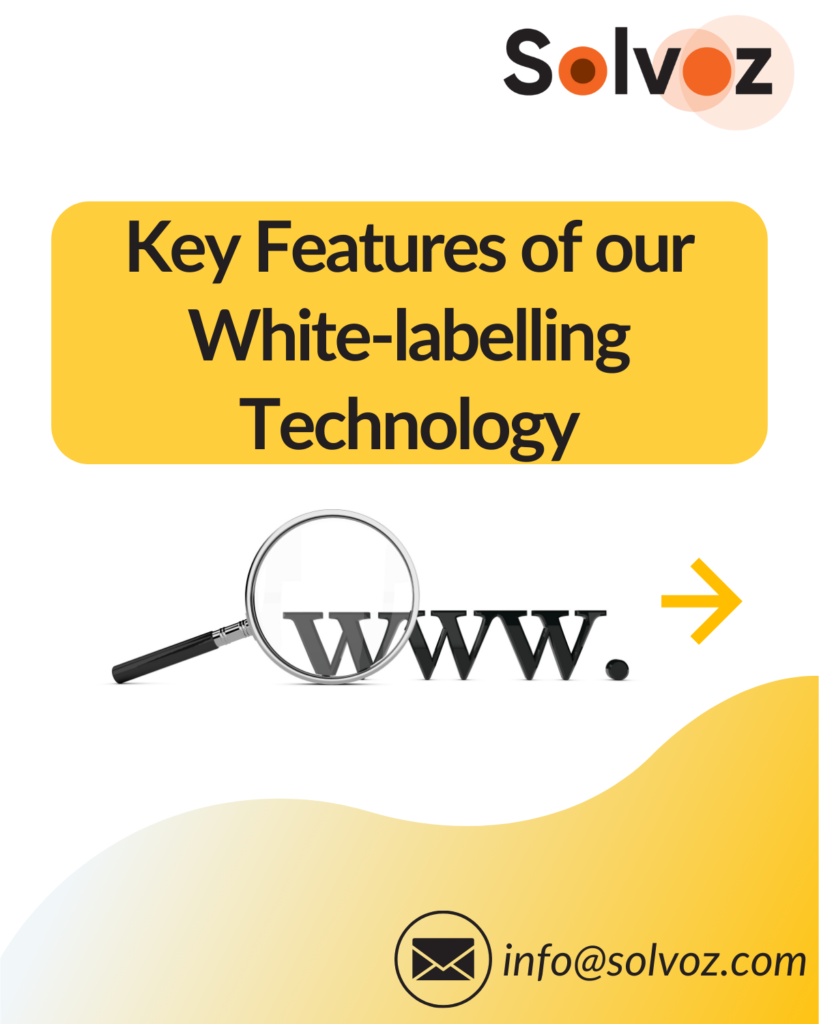 Solvoz
Key Features of our
White-labelling
Technology
www.
info@solvoz.com